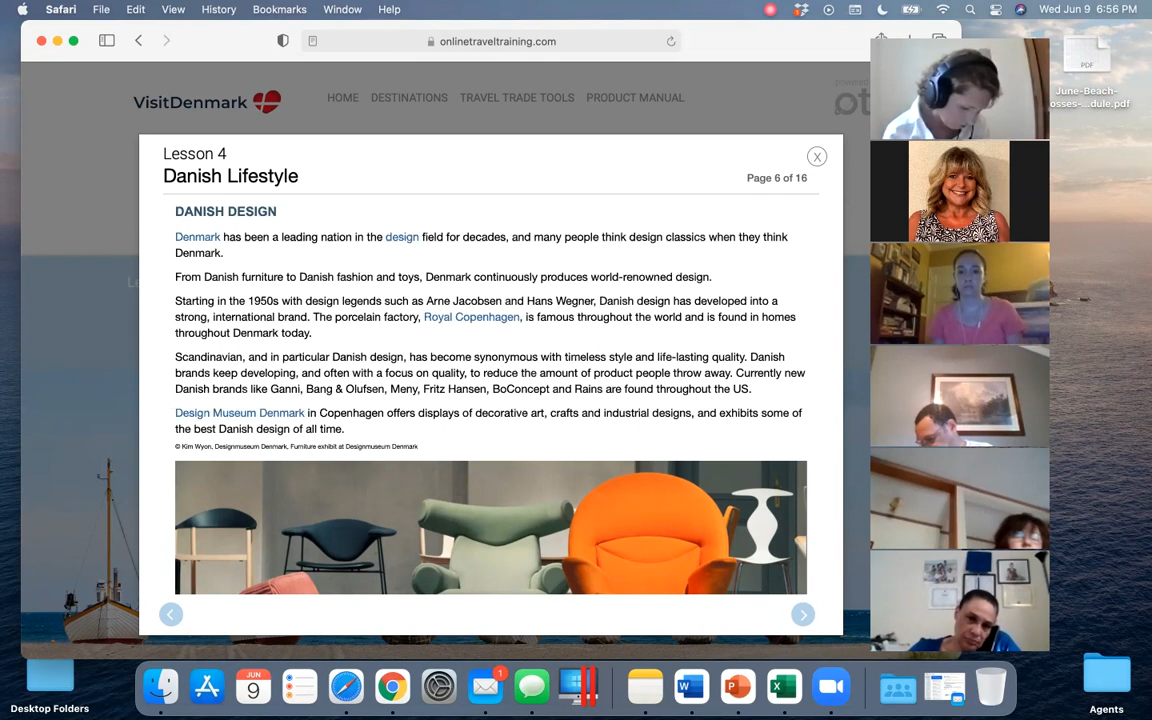 Safari File Edit View History Bookmarks Window Help Wed Jun 9 6:56 PM
onlinetraveltraining.com
VisitDenmark HOME DESTINATIONS TRAVEL TRADE TOOLS PRODUCT MANUAL
PDF
June-Beach-
osses-...dule.pdf
Lesson 4
Danish Lifestyle
Page 6 of 16
X
DANISH DESIGN
Denmark has been a leading nation in the design field for decades, and many people think design classics when they think
Denmark.
From Danish furniture to Danish fashion and toys, Denmark continuously produces world-renowned design.
Starting in the 1950s with design legends such as Arne Jacobsen and Hans Wegner, Danish design has developed into a
strong, international brand. The porcelain factory, Royal Copenhagen, is famous throughout the world and is found in homes
throughout Denmark today.
Scandinavian, and in particular Danish design, has become synonymous with timeless style and life-lasting quality. Danish
brands keep developing, and often with a focus on quality, to reduce the amount of product people throw away. Currently new
Danish brands like Ganni, Bang & Olufsen, Meny, Fritz Hansen, BoConcept and Rains are found throughout the US.
Design Museum Denmark in Copenhagen offers displays of decorative art, crafts and industrial designs, and exhibits some of
the best Danish design of all time.
© Kim Wyon, Designmuseum Denmark, Furniture exhibit at Designmuseum Denmark
JUN
9
1
W
P
X
Desktop Folders
Agents